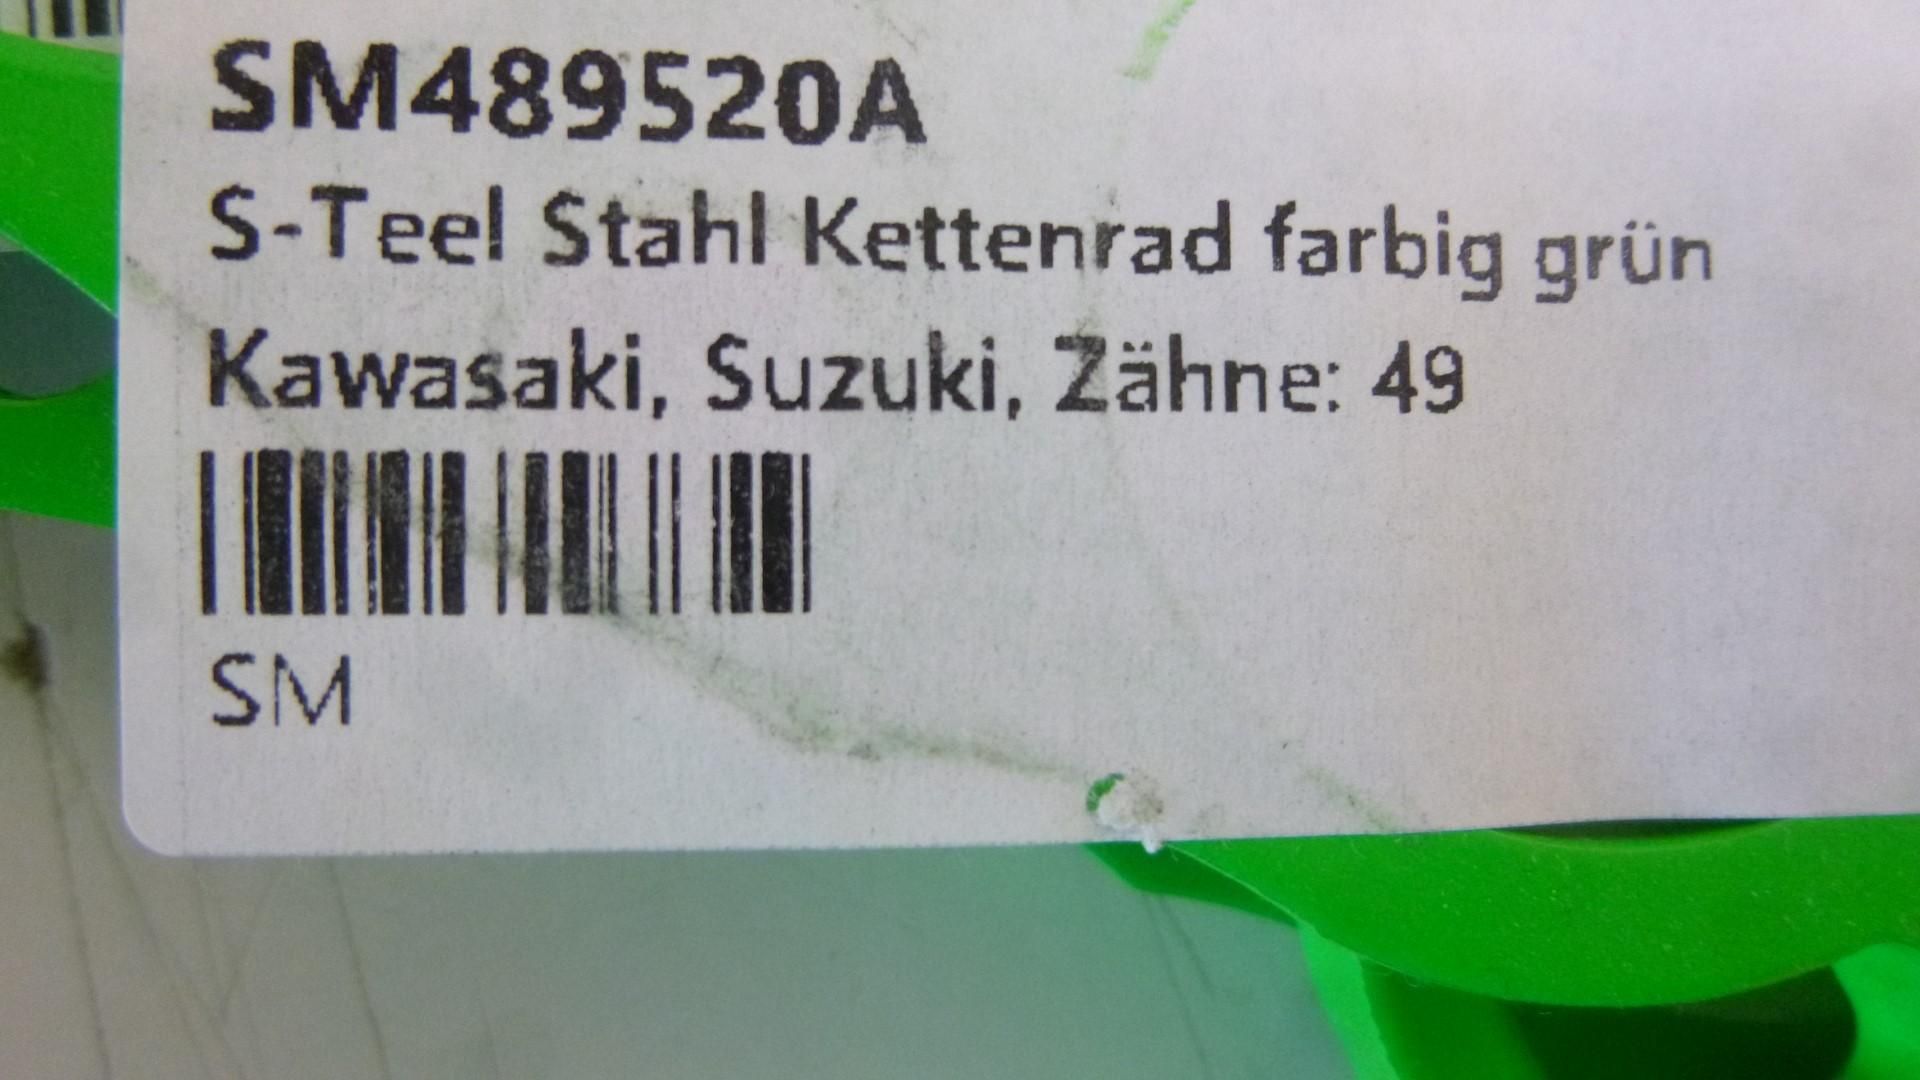 SM489520A
S-Teel Stahl Kettenrad farbig grün
Kawasaki, Suzuki, Zähne: 49
SM